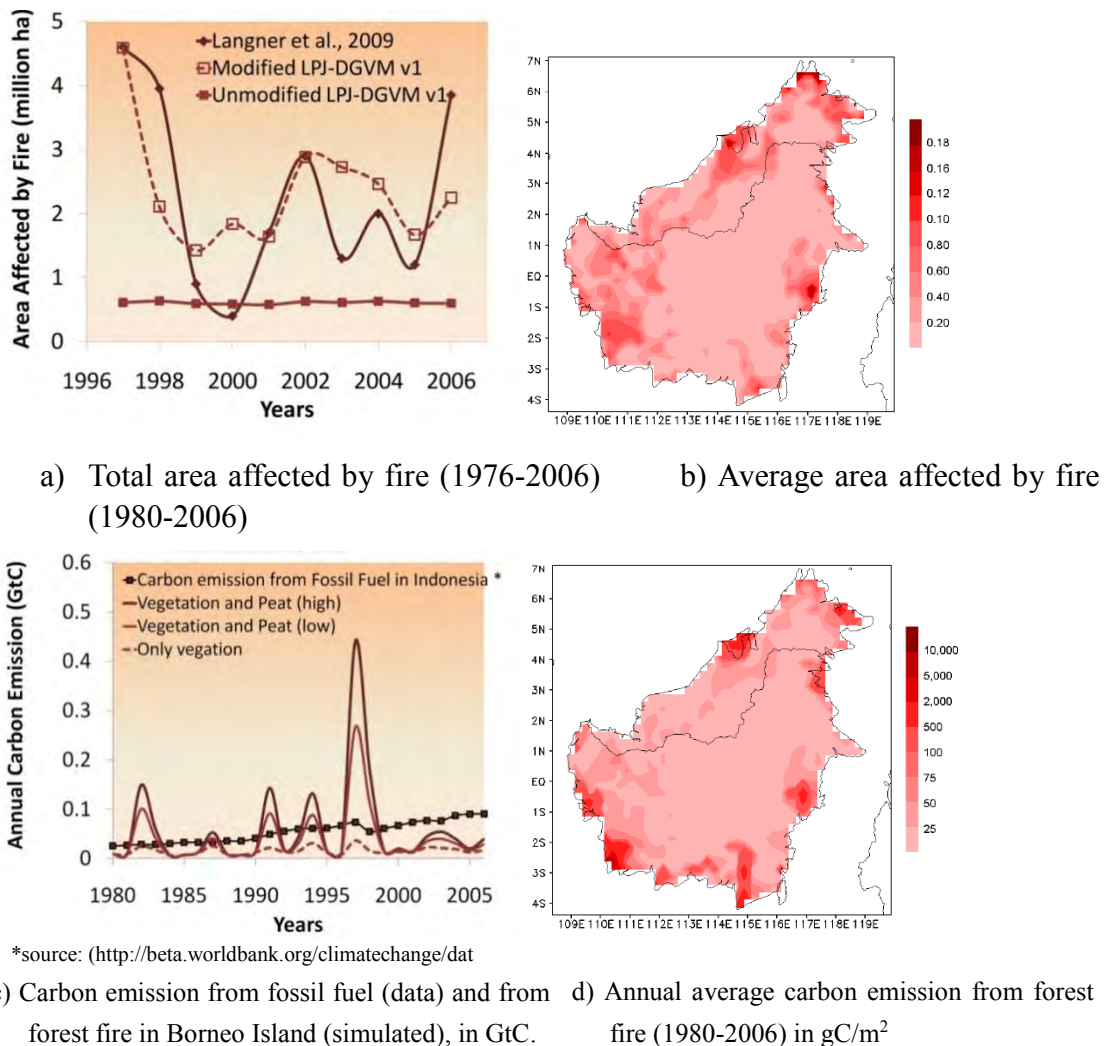 5
4
3
2
1
0
Area Affected by Fire (million ha)
Langner et al., 2009
Modified LPJ-DGVM v1
Unmodified LPJ-DGVM v1
1996 1998 2000 2002 2004 2006
Years
7N
6N
5N
4N
3N
2N
1N
EQ
1S
2S
3S
4S
109E 110E 111E 112E 113E 114E 115E 116E 117E 118E 119E
0.18
0.16
0.12
0.10
0.80
0.60
0.40
0.20
a) Total area affected by fire (1976-2006)
b) Average area affected by fire
(1980-2006)
0.6
0.5
0.4
0.3
0.2
0.1
0
Annual Carbon Emission (GtC)
Carbon emission from Fossil Fuel in Indonesia *
Vegetation and Peat (high)
Vegetation and Peat (low)
Only vegation
1980 1985 1990 1995 2000 2005
Years
*source: (http://beta.worldbank.org/climatechange/dat
7N
6N
5N
4N
3N
2N
1N
EQ
1S
2S
3S
4S
109E 110E 111E 112E 113E 114E 115E 116E 117E 118E 119E
10,000
5,000
2,000
500
100
75
50
25
) Carbon emission from fossil fuel (data) and from
forest fire in Borneo Island (simulated), in GtC.
d) Annual average carbon emission from forest
fire (1980-2006) in gC/m²